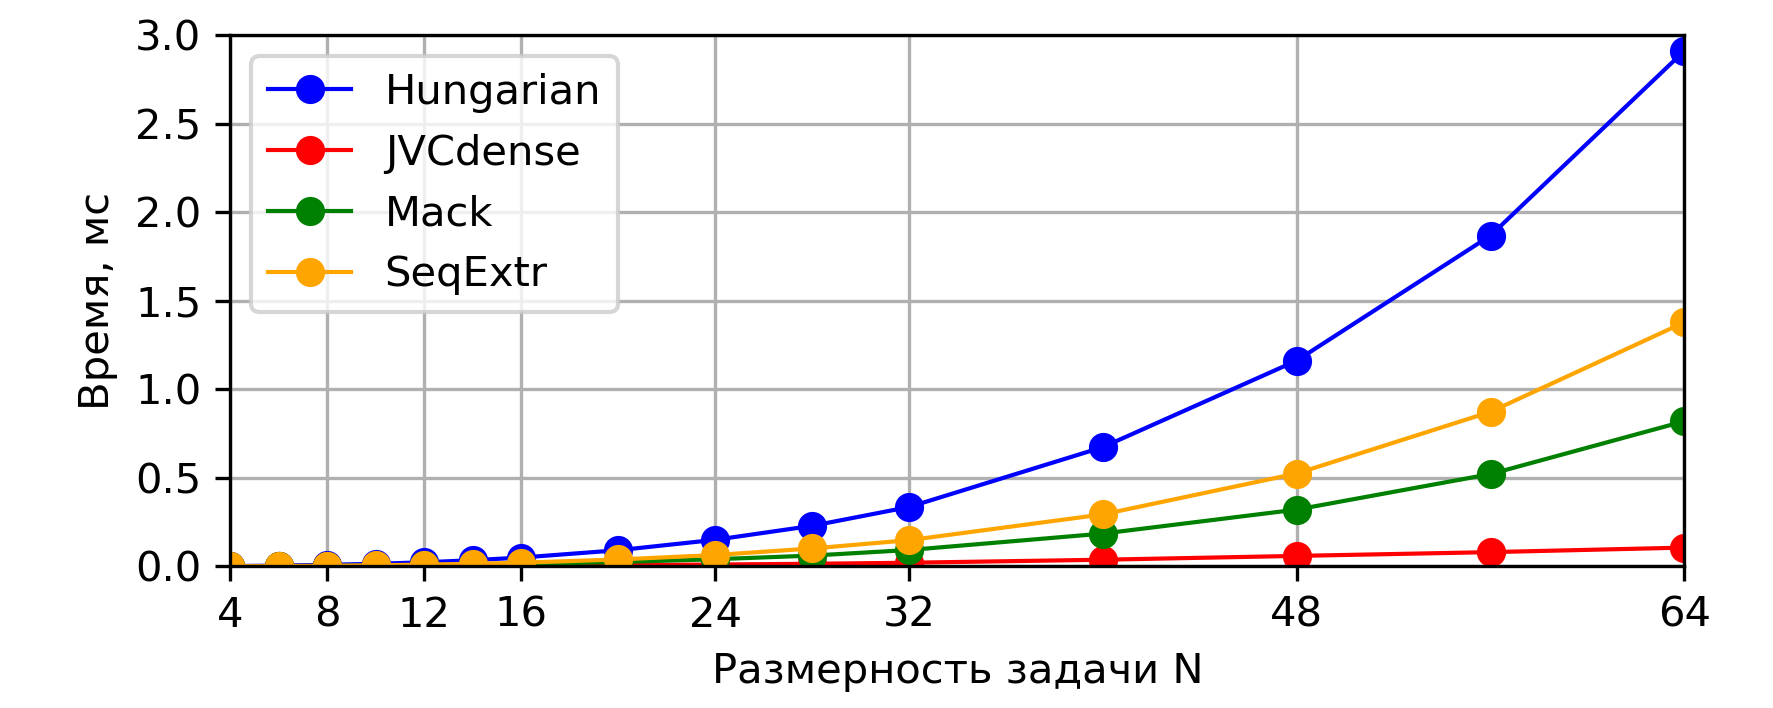 3.0
2.5
2.0
1.5
1.0
0.5
0.0
Время, мс
Hungarian
JVCdense
Mack
SeqExtr
4 8 12 16 24 32 48 64
Размерность задачи N